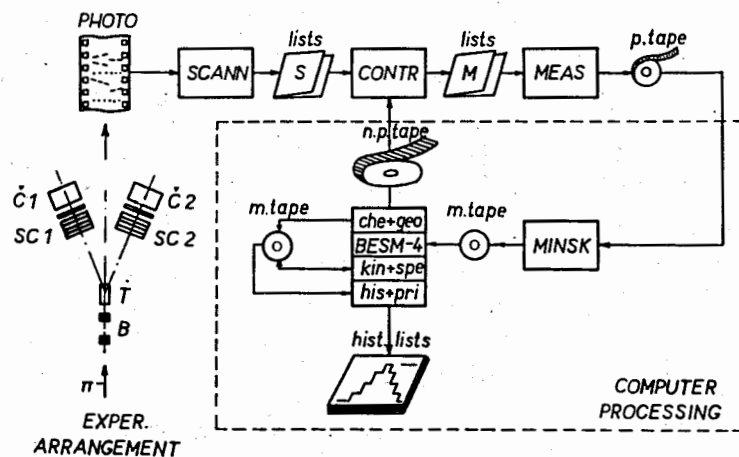 PHOTO
lists
lists
p.tape
SCANN
S
CONTR
M
MEAS
n.p.tape
Č1
Č2
SC1
SC2
m.tape
che+geo
m.tape
BESM-4
MINSK
kin+spe
his+pri
T
B
hist. lists
π-
EXPER.
ARRANGEMENT
COMPUTER
PROCESSING